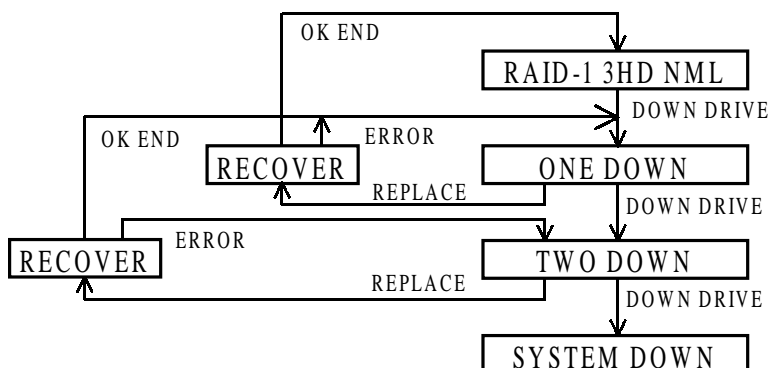 OK END
RAID-1 3HD NML
DOWN DRIVE
OK END
ERROR
RECOVER
ONE DOWN
REPLACE
DOWN DRIVE
ERROR
RECOVER
TWO DOWN
REPLACE
DOWN DRIVE
SYSTEM DOWN